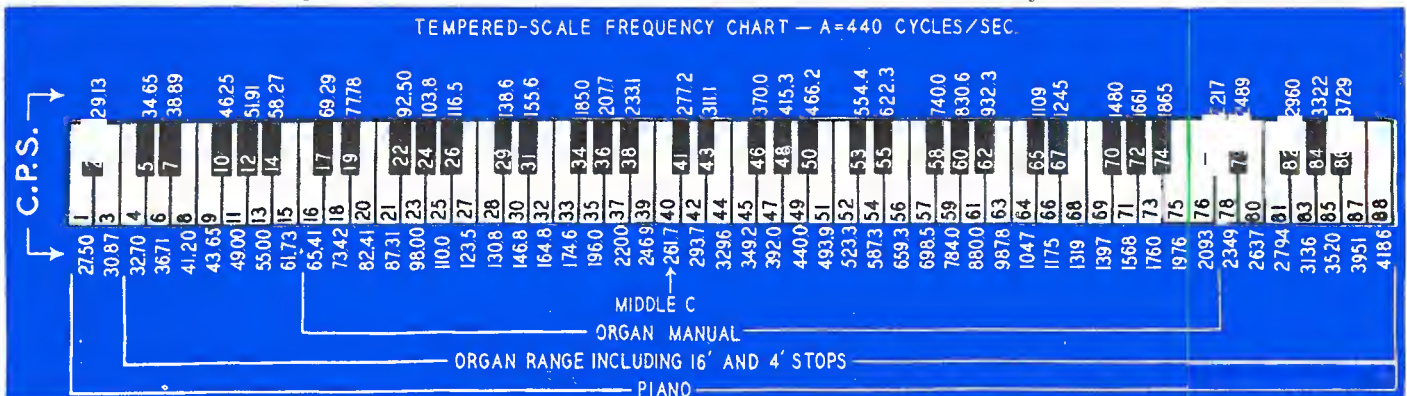 TEMPERED-SCALE FREQUENCY CHART — A=440 CYCLES/SEC.
29.13 34.65 38.89 46.25 51.91 58.27 69.29 77.78 92.50 103.8 116.5 138.6 155.6 185.0 207.7 233.1 277.2 311.1 370.0 415.3 466.2 554.4 622.3 740.0 830.6 932.3 1109 1245 1480 1661 1865 2217 2489 2960 3322 3729
C.P.S.
2 5 7 10 12 14 17 19 22 24 26 29 31 34 36 38 41 43 46 48 50 53 55 58 60 62 65 67 70 72 74 82 84
1 3 4 6 8 9 11 13 15 16 18 20 21 23 25 27 28 30 32 33 35 37 39 40 42 44 45 47 49 51 52 54 56 57 59 61 63 64 66 68 69 71 73 75 76 78 80 81 83 85 87 88
27.50 30.87 32.70 36.71 41.20 43.65 49.00 55.00 61.73 65.41 73.42 82.41 87.31 98.00 110.0 123.5 130.8 146.8 164.8 174.6 196.0 220.0 246.9 261.7 293.7 329.6 349.2 392.0 440.0 493.9 523.3 587.3 659.3 698.5 784.0 880.0 987.8 1047 1175 1319 1397 1568 1760 1976 2093 2349 2637 2794 3136 3520 3951 4186
MIDDLE C
ORGAN MANUAL
ORGAN RANGE INCLUDING 16' AND 4' STOPS
PIANO